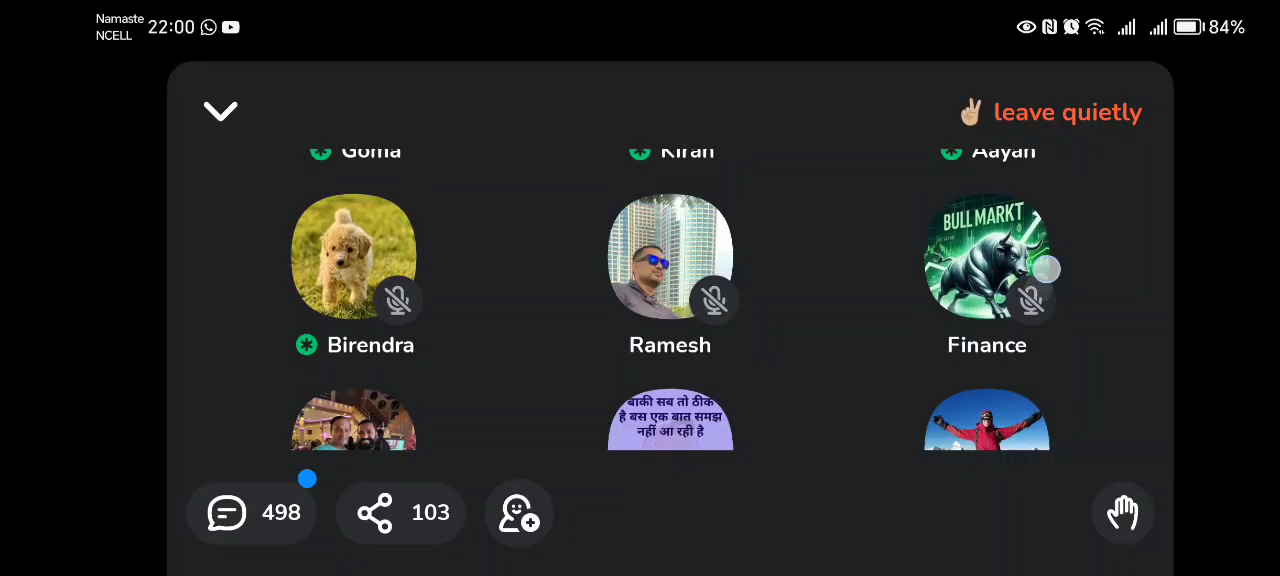 Namaste
NCELL
22:00
84%
✌🏼 leave quietly
Goma
Kiran
Aayan
BULL MARKT
Birendra
Ramesh
Finance
बाकी सब तो ठीक
है बस एक बात समझ
नहीं आ रही है
498
103